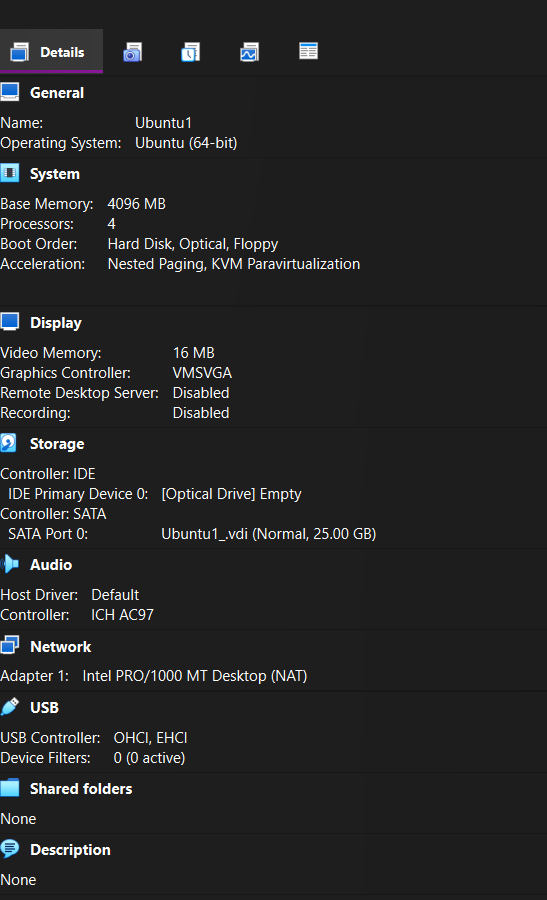 Details
General
Name: Ubuntu1
Operating System: Ubuntu (64-bit)
System
Base Memory: 4096 MB
Processors: 4
Boot Order: Hard Disk, Optical, Floppy
Acceleration: Nested Paging, KVM Paravirtualization
Display
Video Memory: 16 MB
Graphics Controller: VMSVGA
Remote Desktop Server: Disabled
Recording: Disabled
Storage
Controller: IDE
IDE Primary Device 0: [Optical Drive] Empty
Controller: SATA
SATA Port 0: Ubuntu1_.vdi (Normal, 25.00 GB)
Audio
Host Driver: Default
Controller: ICH AC97
Network
Adapter 1: Intel PRO/1000 MT Desktop (NAT)
USB
USB Controller: OHCI, EHCI
Device Filters: 0 (0 active)
Shared folders
None
Description
None